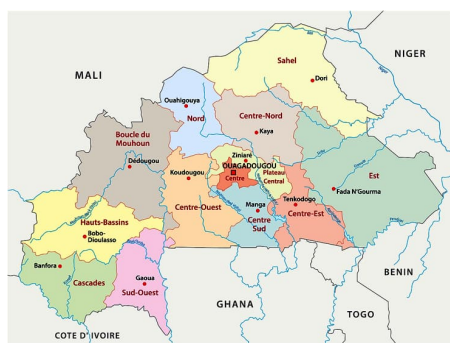 NIGER
MALI
Sahel
Dori
Ouahigouya
Nord
Centre-Nord
Kaya
Boucle du
Mouhoun
Dédougou
Ziniaré
OUAGADOUGOU
Centre
Plateau
Central
Koudougou
Est
Fada N'Gourma
Centre-Ouest
Manga
Centre
Sud
Tenkodogo
Centre-Est
Hauts-Bassins
Bobo-
Dioulasso
Banfora
Cascades
Gaoua
Sud-Ouest
BENIN
GHANA
TOGO
COTE D'IVOIRE